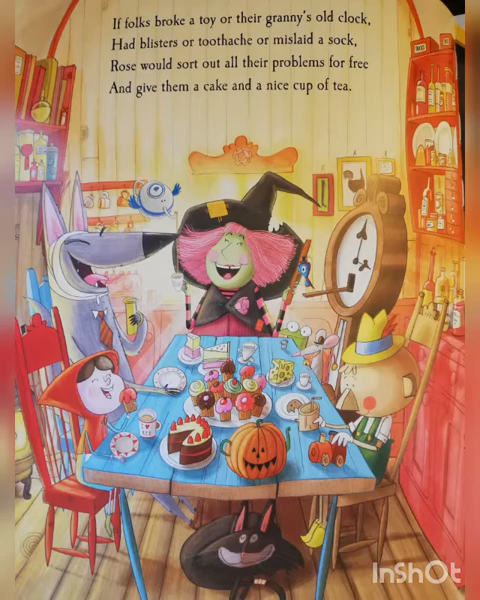 If folks broke a toy or their granny's old clock,
Had blisters or toothache or mislaid a sock,
Rose would sort out all their problems for free
And give them a cake and a nice cup of tea.
InShOt